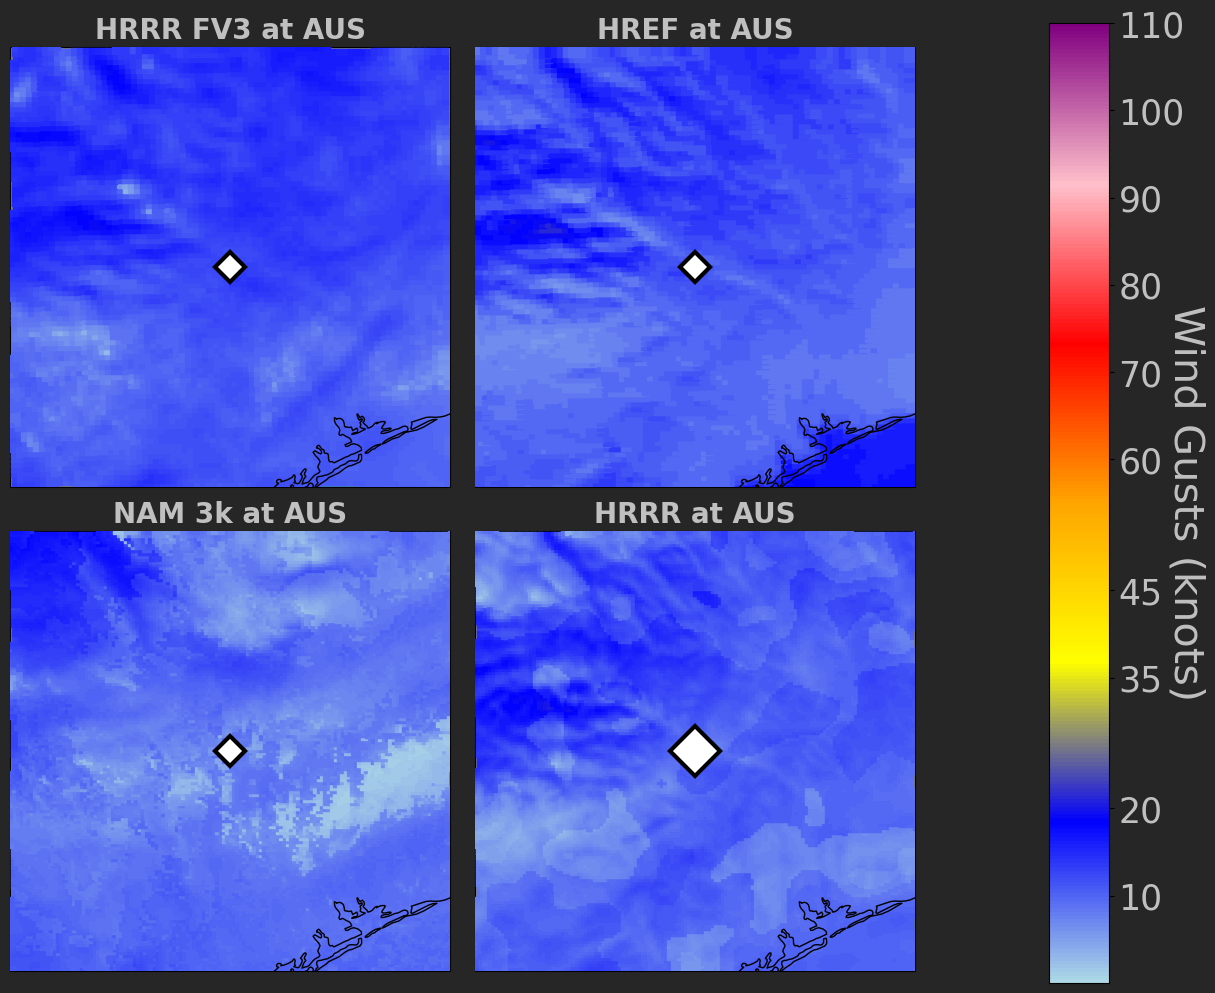 HRRR FV3 at AUS
HREF at AUS
NAM 3k at AUS
HRRR at AUS
110
100
90
80
70
60
45
35
20
10
Wind Gusts (knots)